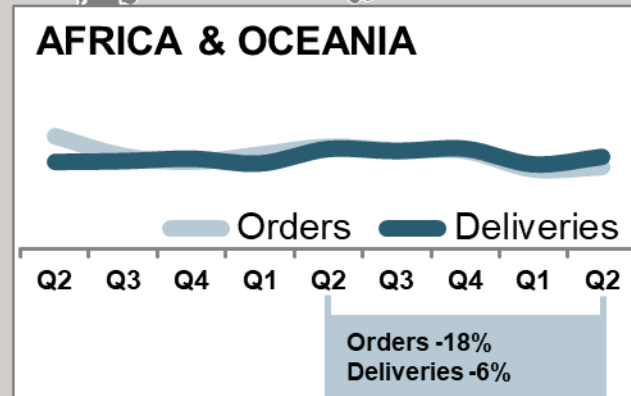 AFRICA & OCEANIA
Orders Deliveries
Q2 Q3 Q4 Q1 Q2 Q3 Q4 Q1 Q2
Orders -18%
Deliveries -6%